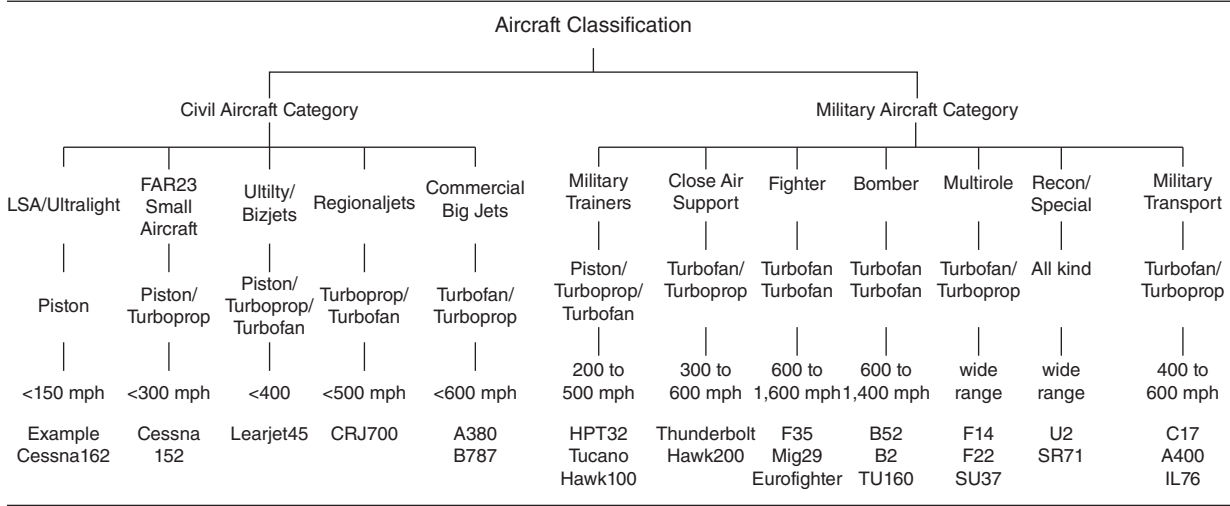 Aircraft Classification
Civil Aircraft Category
Military Aircraft Category
LSA/Ultralight
FAR23
Small
Aircraft
Ultilty/
Bizjets
Regionaljets
Commercial
Big Jets
Military
Trainers
Close Air
Support
Fighter
Bomber
Multirole
Recon/
Special
Military
Transport
Piston
Piston/
Turboprop
Piston/
Turboprop/
Turbofan
Turboprop/
Turbofan
Turbofan/
Turboprop
Piston/
Turboprop/
Turbofan
Turbofan/
Turboprop
Turbofan
Turbofan
Turbofan
Turbofan
Turbofan/
Turboprop
All kind
Turbofan/
Turboprop
<150 mph
<300 mph
<400
<500 mph
<600 mph
200 to
500 mph
300 to
600 mph
600 to
1,600 mph
600 to
1,400 mph
wide
range
wide
range
400 to
600 mph
Example
Cessna162
Cessna
152
Learjet45
CRJ700
A380
B787
HPT32
Tucano
Hawk100
Thunderbolt
Hawk200
F35
Mig29
Eurofighter
B52
B2
TU160
F14
F22
SU37
U2
SR71
C17
A400
IL76